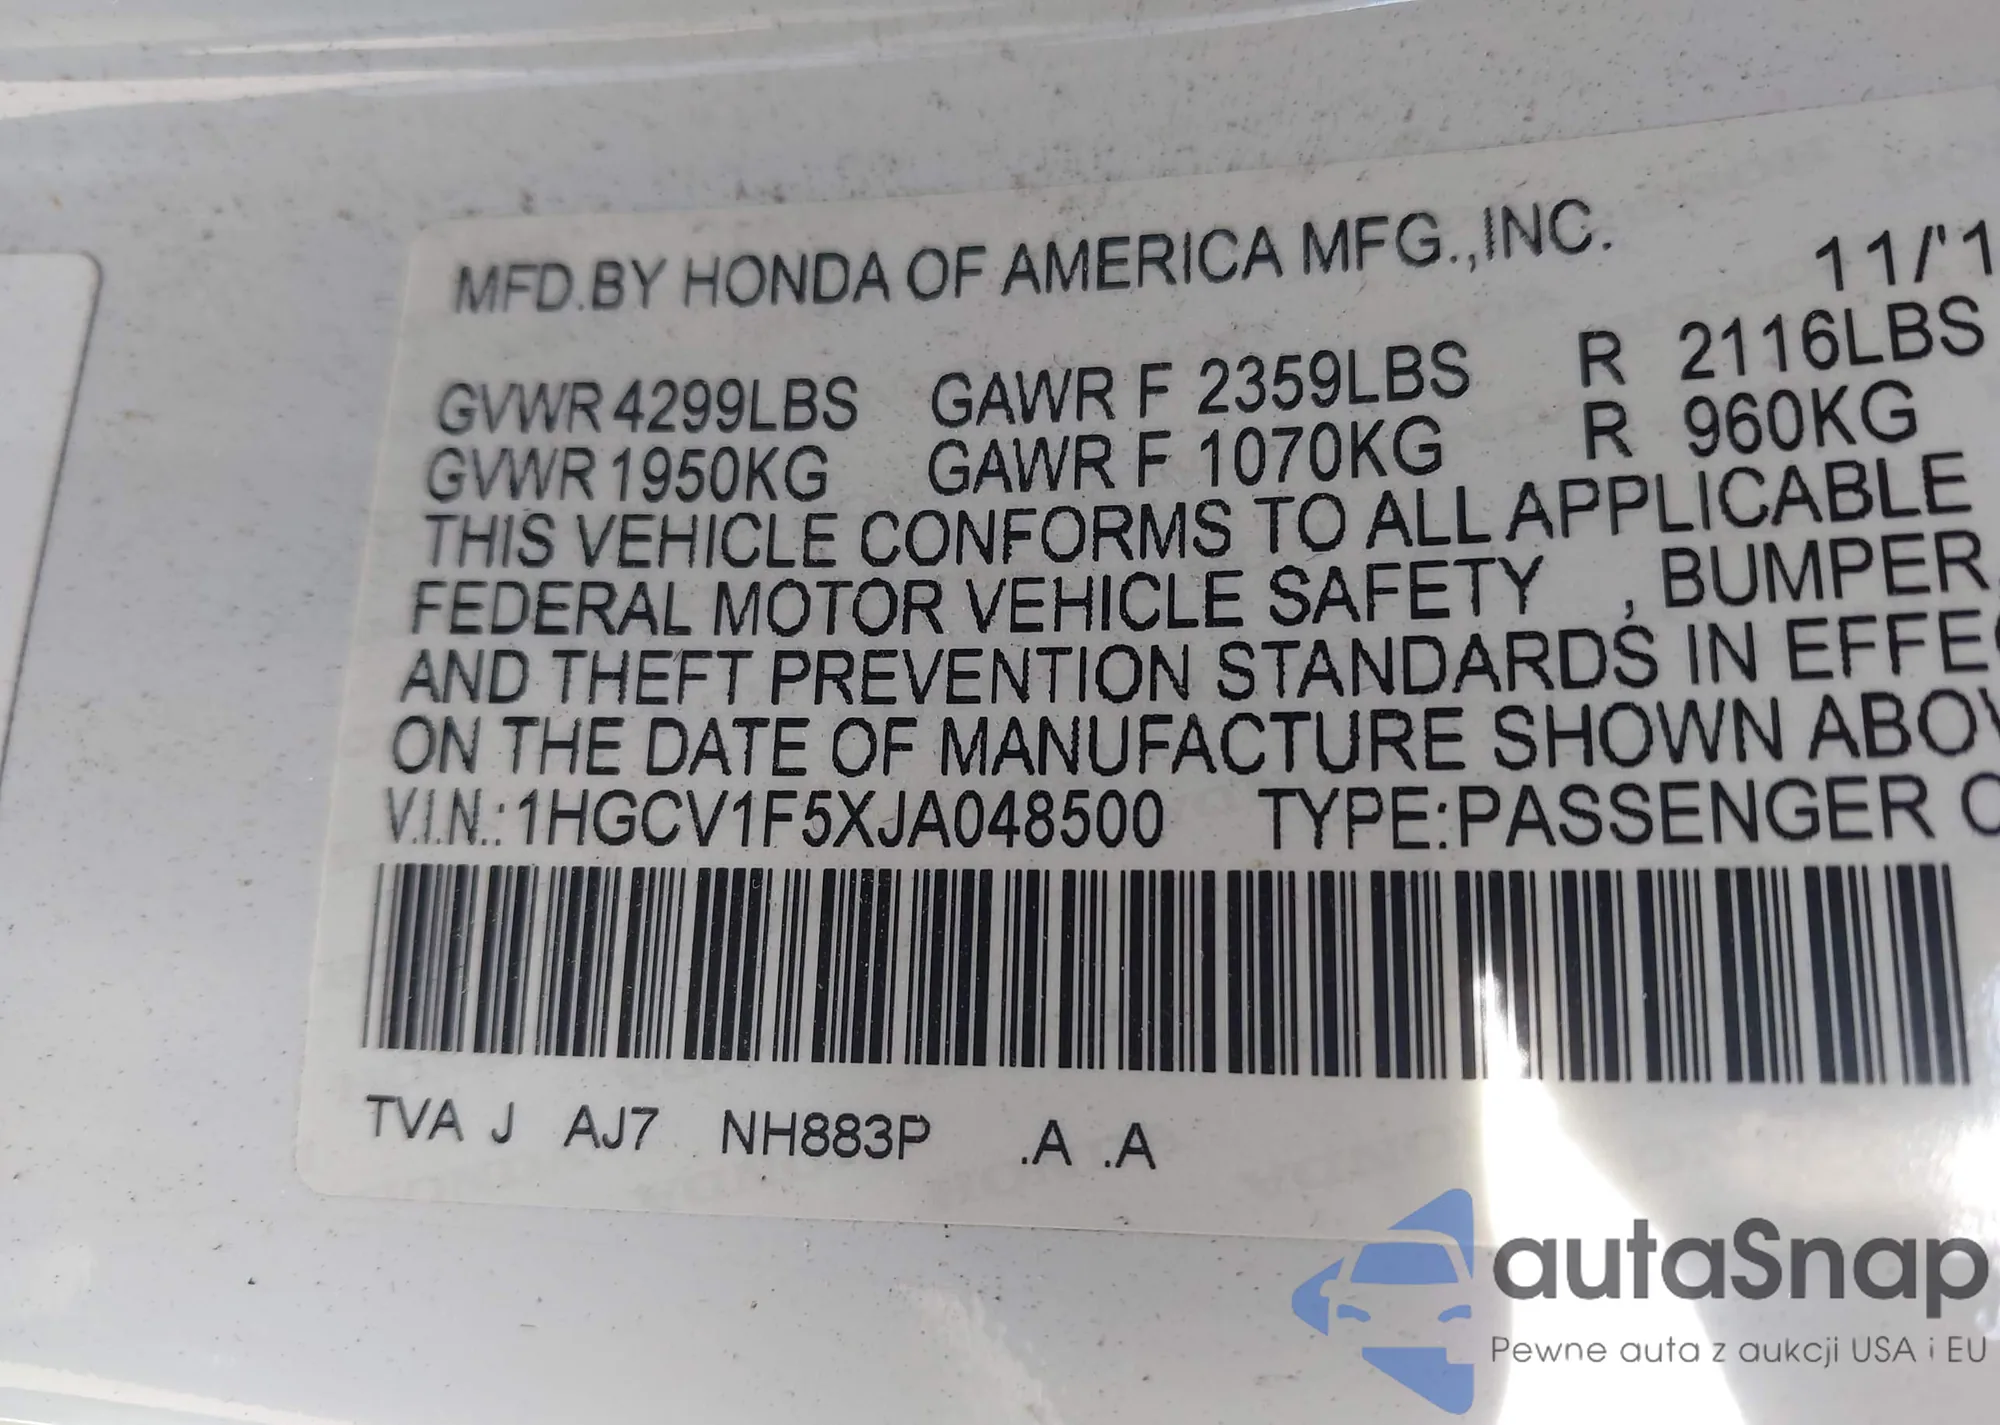 MFD.BY HONDA OF AMERICA MFG.,INC. 11/'1
GVWR 4299LBS GAWR F 2359LBS R 2116LBS
GVWR 1950KG GAWR F 1070KG R 960KG
THIS VEHICLE CONFORMS TO ALL APPLICABLE
FEDERAL MOTOR VEHICLE SAFETY , BUMPER,
AND THEFT PREVENTION STANDARDS IN EFFE
ON THE DATE OF MANUFACTURE SHOWN ABOV
V.I.N.: 1HGCV1F5XJA048500 TYPE:PASSENGER C
TVA J AJ7 NH883P .A .A
autaSnap
Pewne auta z aukcji USA i EU